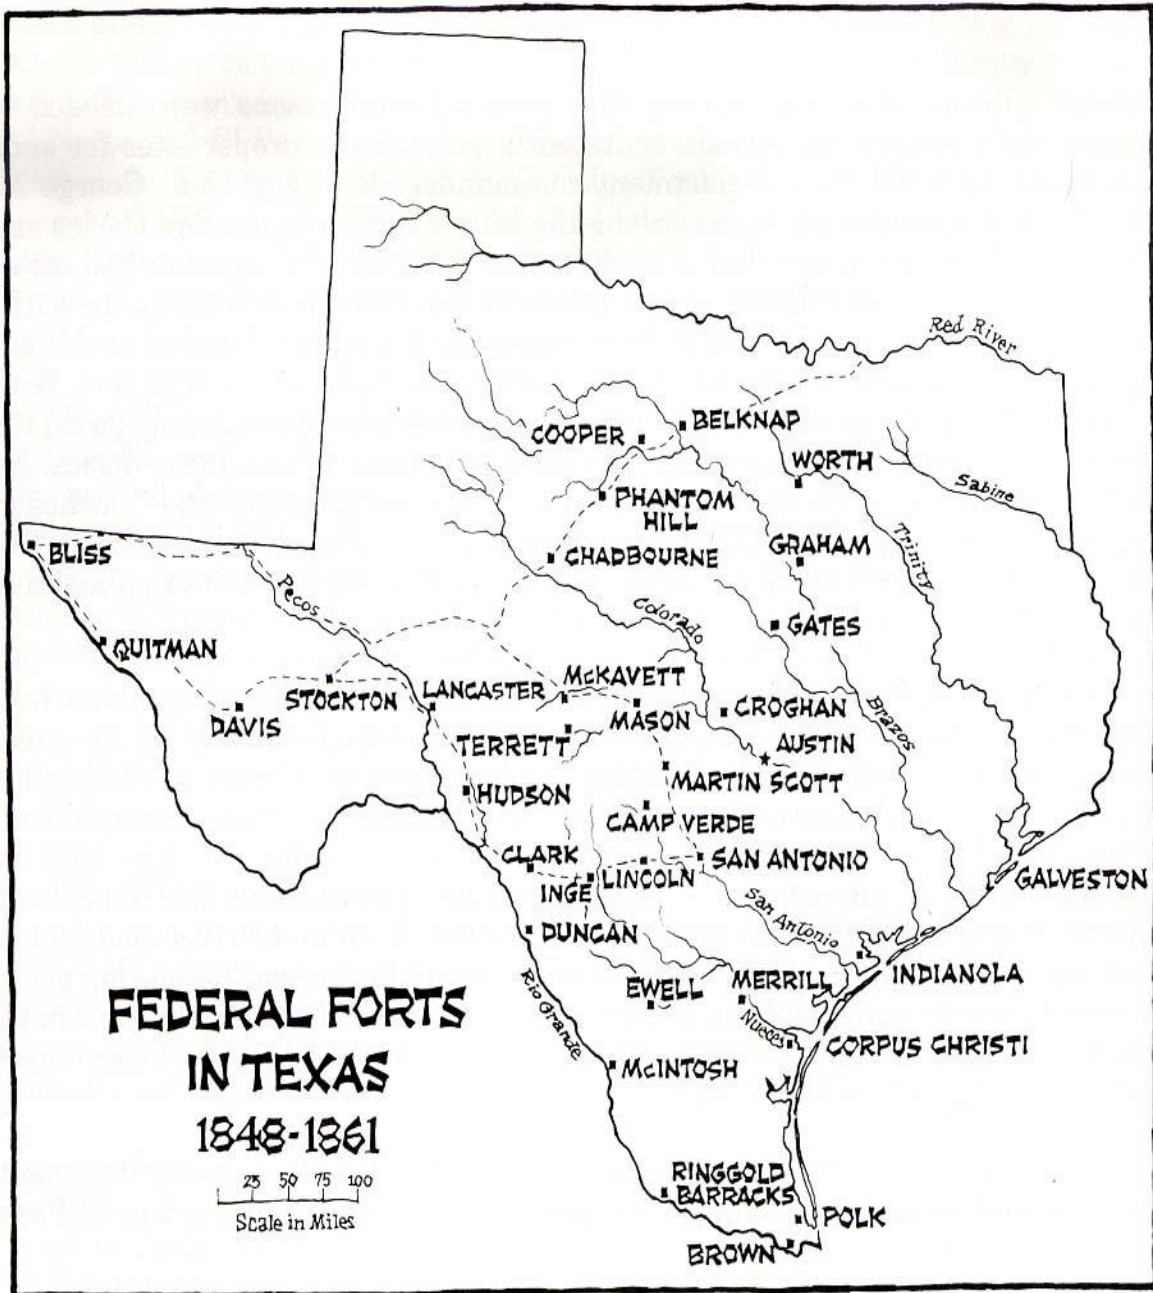 Red River
BELKNAP
COOPER
WORTH
Sabine
PHANTOM
HILL
Trinity
GRAHAM
BLISS
CHADBOURNE
Pecos
Colorado
GATES
QUITMAN
McKAVETT
STOCKTON
LANCASTER
MASON
CROGHAN
Brazos
DAVIS
TERRETT
AUSTIN
MARTIN SCOTT
HUDSON
CAMP VERDE
CLARK
SAN ANTONIO
INGE
LINCOLN
GALVESTON
San Antonio
DUNCAN
INDIANOLA
MERRILL
EWELL
Rio Grande
Nueces
CORPUS CHRISTI
McINTOSH
FEDERAL FORTS
IN TEXAS
1848-1861
25 50 75 100
Scale in Miles
RINGGOLD
BARRACKS
POLK
BROWN